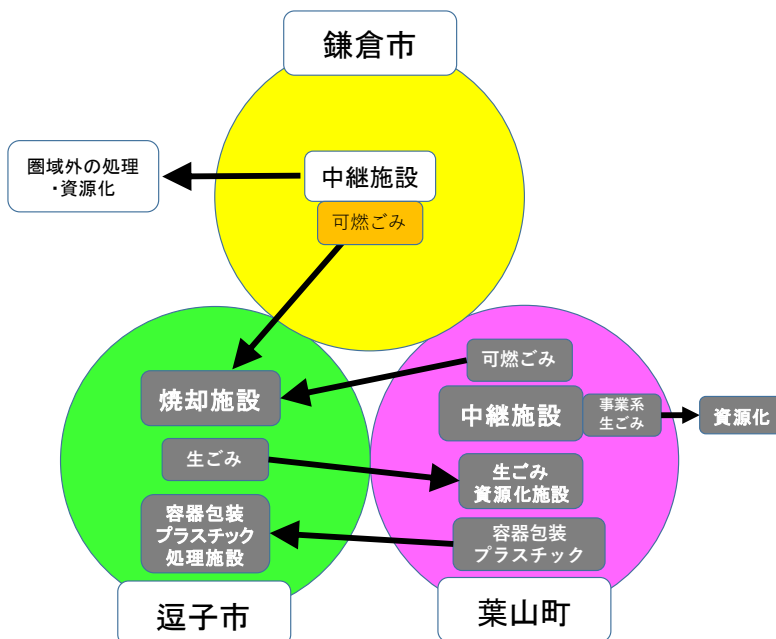 鎌倉市
圏域外の処理
・資源化
中継施設
可燃ごみ
可燃ごみ
焼却施設
中継施設
事業系
生ごみ
資源化
生ごみ
生ごみ
資源化施設
容器包装
プラスチック
処理施設
容器包装
プラスチック
逗子市
葉山町